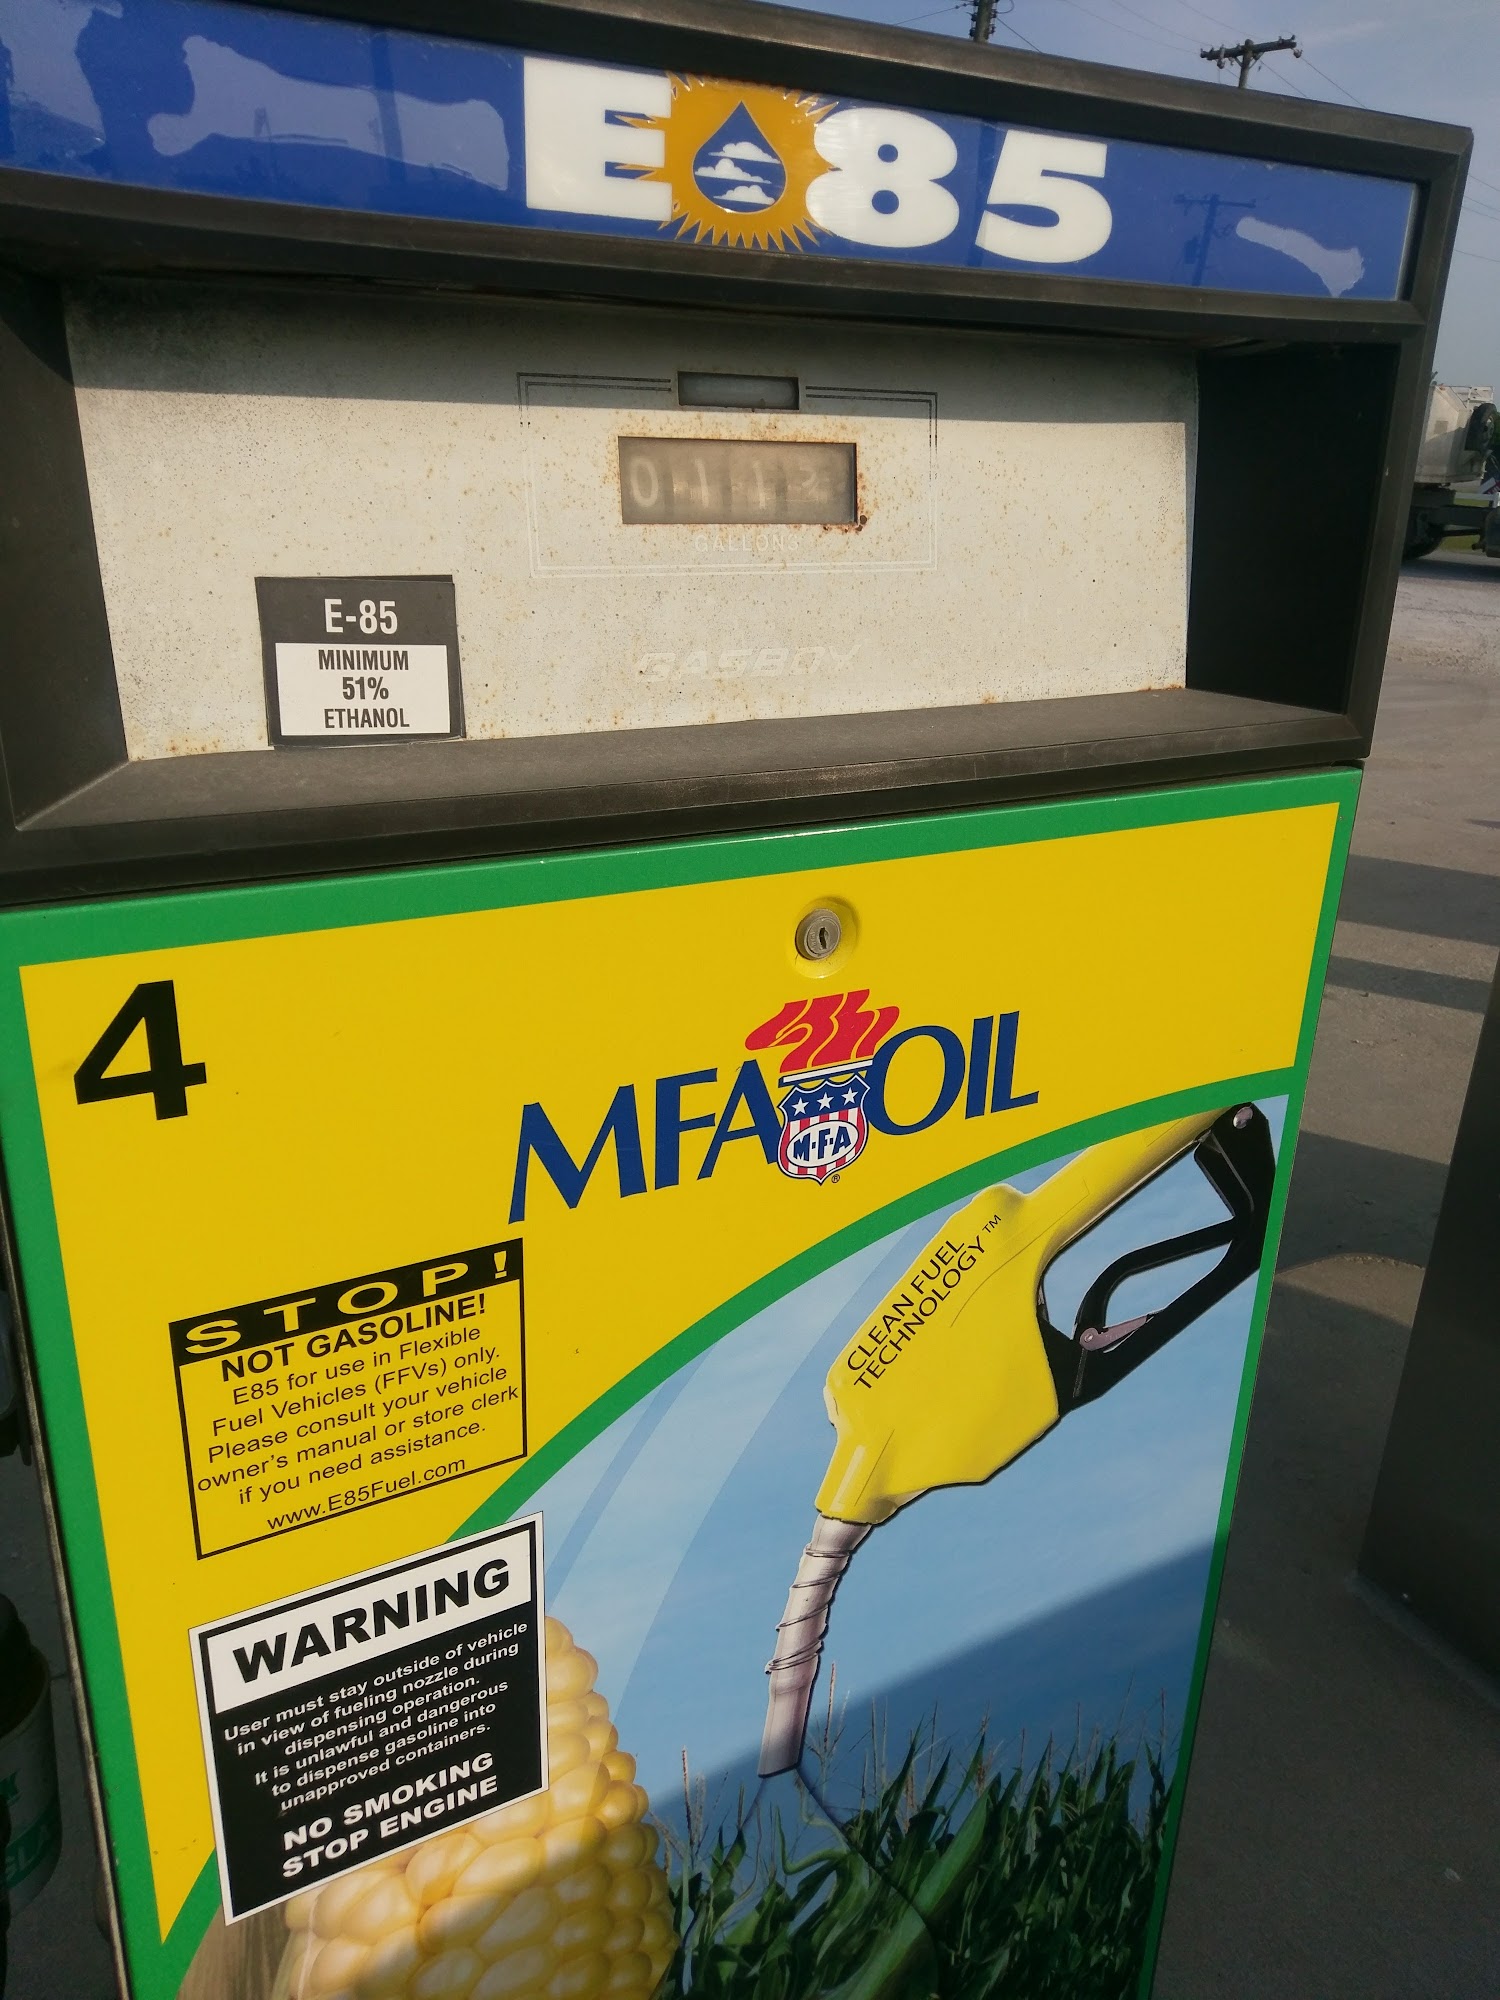 E85
GALLONS
GASBOY
E-85
MINIMUM
51%
ETHANOL
4
MFA OIL
M-F-A
®
STOP!
NOT GASOLINE!
E85 for use in Flexible
Fuel Vehicles (FFVs) only.
Please consult your vehicle
owner's manual or store clerk
if you need assistance.
www.E85Fuel.com
CLEAN FUEL
TECHNOLOGY™
WARNING
User must stay outside of vehicle
in view of fueling nozzle during
dispensing operation.
It is unlawful and dangerous
to dispense gasoline into
unapproved containers.
NO SMOKING
STOP ENGINE